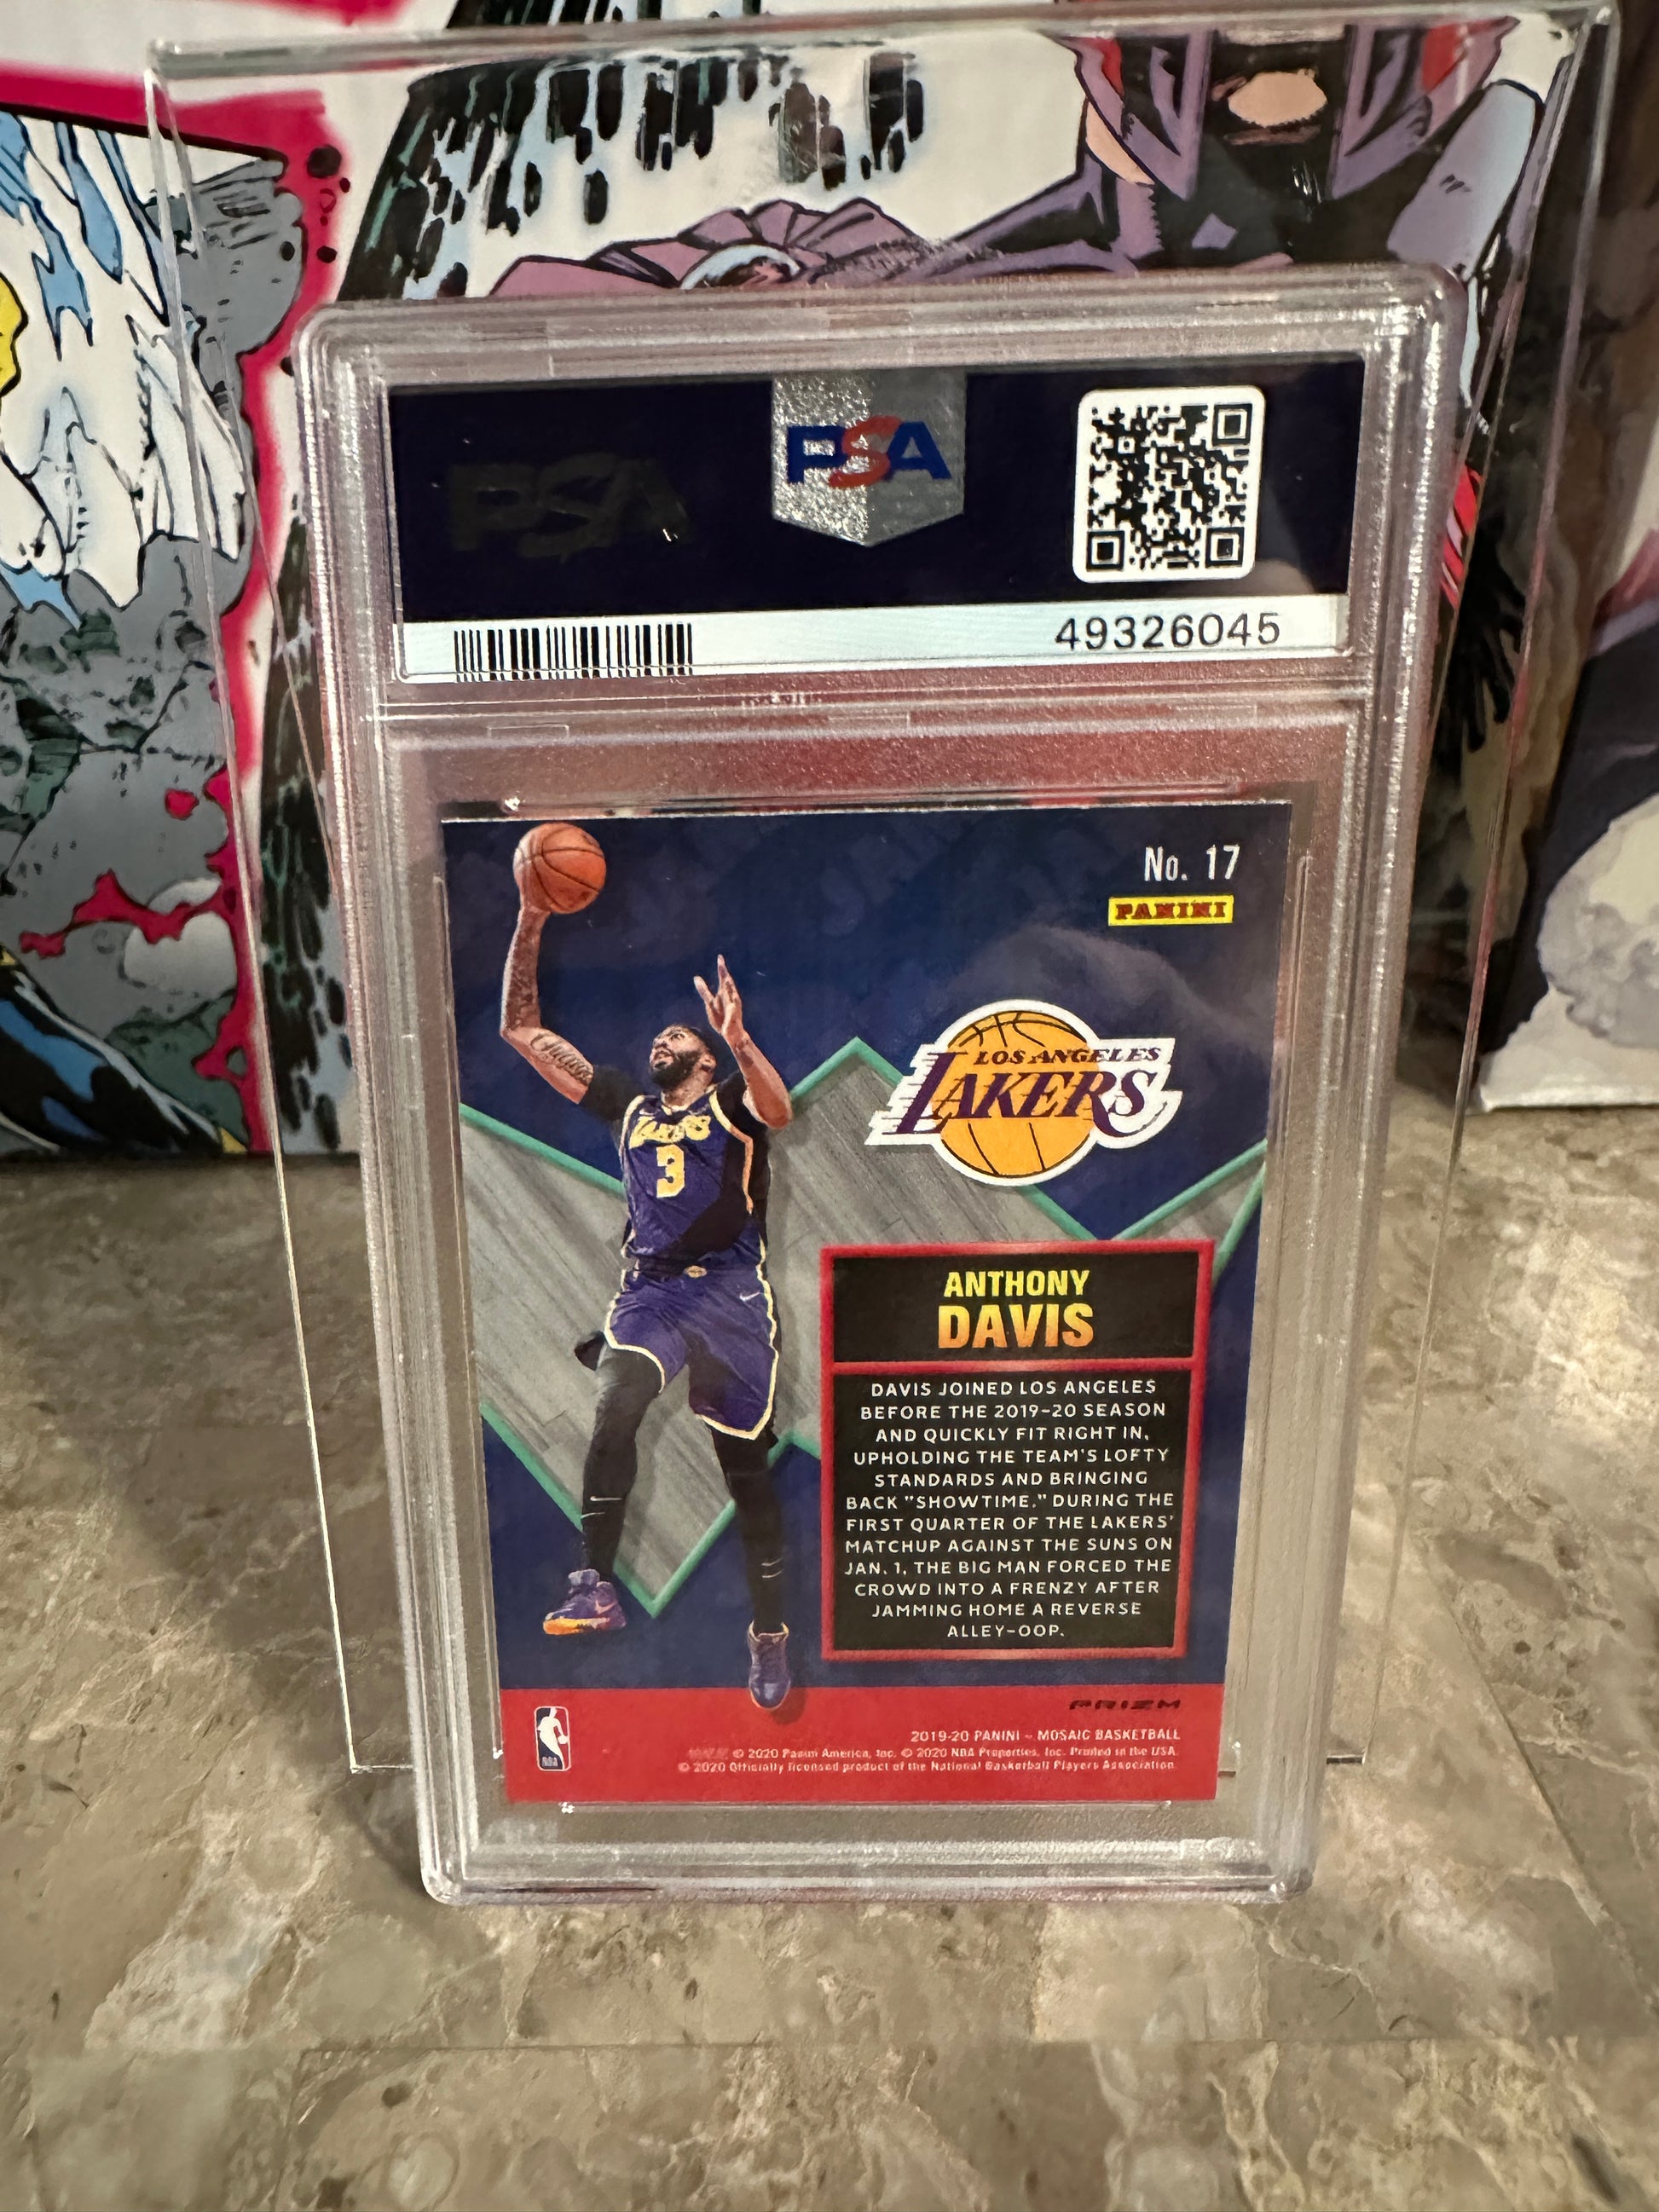 PSA
PSA
49326045
No. 17
PANINI
LOS ANGELES
LAKERS
LAKERS
3
ANTHONY
DAVIS
DAVIS JOINED LOS ANGELES
BEFORE THE 2019-20 SEASON
AND QUICKLY FIT RIGHT IN,
UPHOLDING THE TEAM'S LOFTY
STANDARDS AND BRINGING
BACK "SHOWTIME." DURING THE
FIRST QUARTER OF THE LAKERS'
MATCHUP AGAINST THE SUNS ON
JAN. 1, THE BIG MAN FORCED THE
CROWD INTO A FRENZY AFTER
JAMMING HOME A REVERSE
ALLEY-OOP.
PRIZM
NBA
2019-20 PANINI - MOSAIC BASKETBALL
© 2020 Panini America, Inc. © 2020 NBA Properties, Inc. Printed in the USA.
© 2020 Officially licensed product of the National Basketball Players Association.